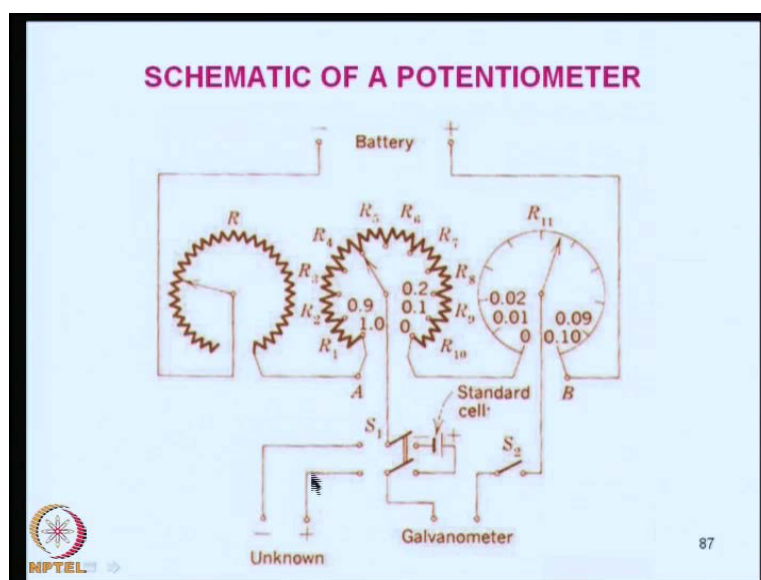 SCHEMATIC OF A POTENTIOMETER
− Battery +
R
R₁
R₂
R₃
R₄
R₅
R₆
R₇
R₈
R₉
R₁₀
0.9
1.0
0.2
0.1
0
R₁₁
0.02
0.01
0
0.09
0.10
A
B
Standard
cell
− +
S₁
S₂
− +
Unknown
Galvanometer
NPTEL
87